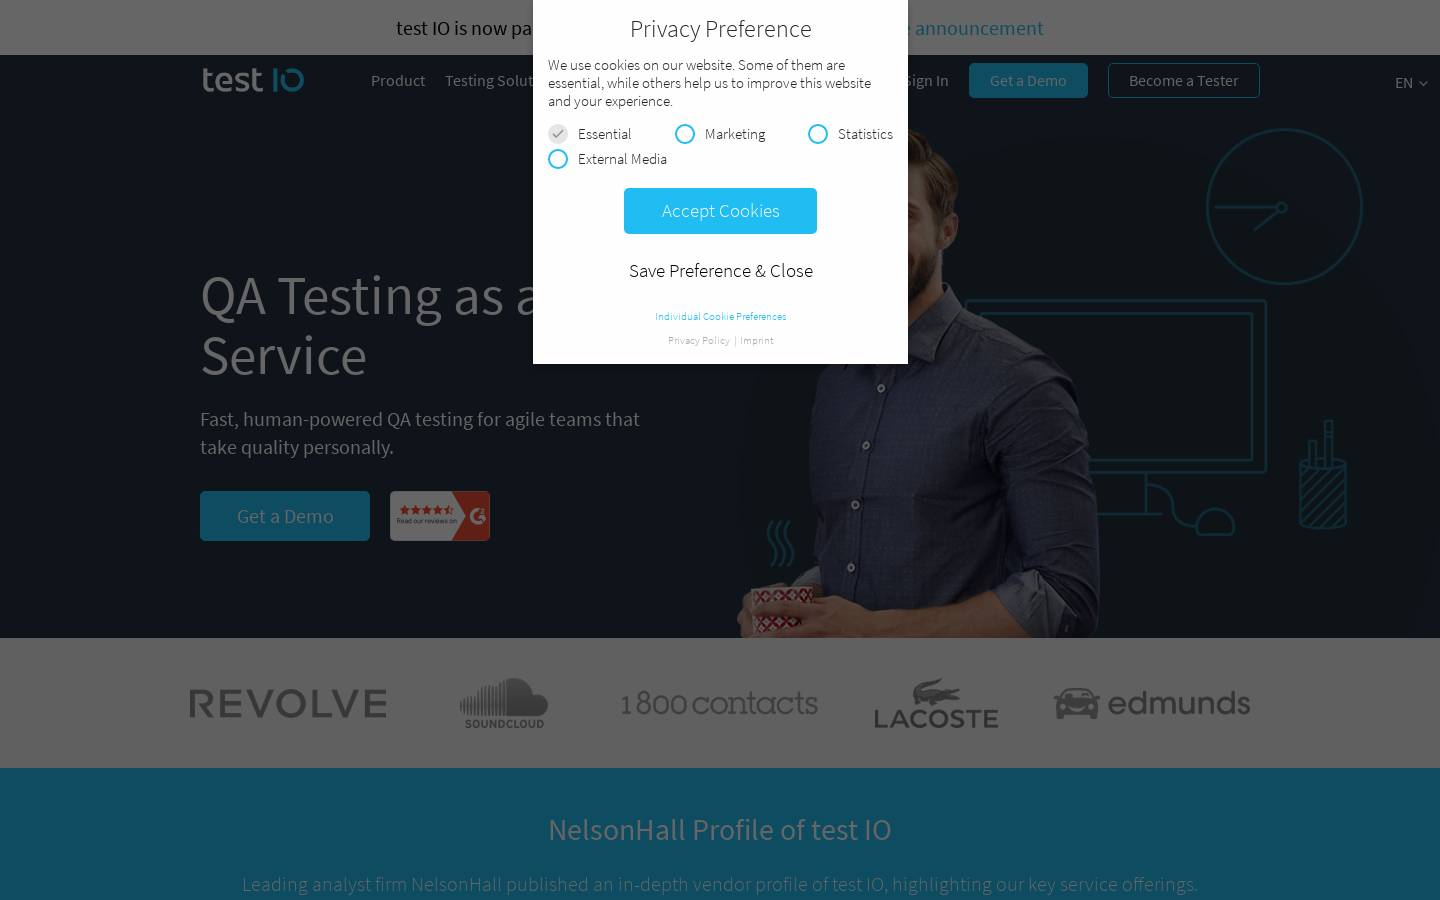 test IO is now pa
announcement
Privacy Preference
We use cookies on our website. Some of them are
essential, while others help us to improve this website
and your experience.
Essential
Marketing
Statistics
External Media
Accept Cookies
Save Preference & Close
Individual Cookie Preferences
Privacy Policy | Imprint
test IO
Product
Testing Solut
Sign In
Get a Demo
Become a Tester
EN
QA Testing as a
Service
Fast, human-powered QA testing for agile teams that
take quality personally.
Get a Demo
Read our reviews on
REVOLVE
SOUNDCLOUD
1 800 contacts
LACOSTE
edmunds
NelsonHall Profile of test IO
Leading analyst firm NelsonHall published an in-depth vendor profile of test IO, highlighting our key service offerings.